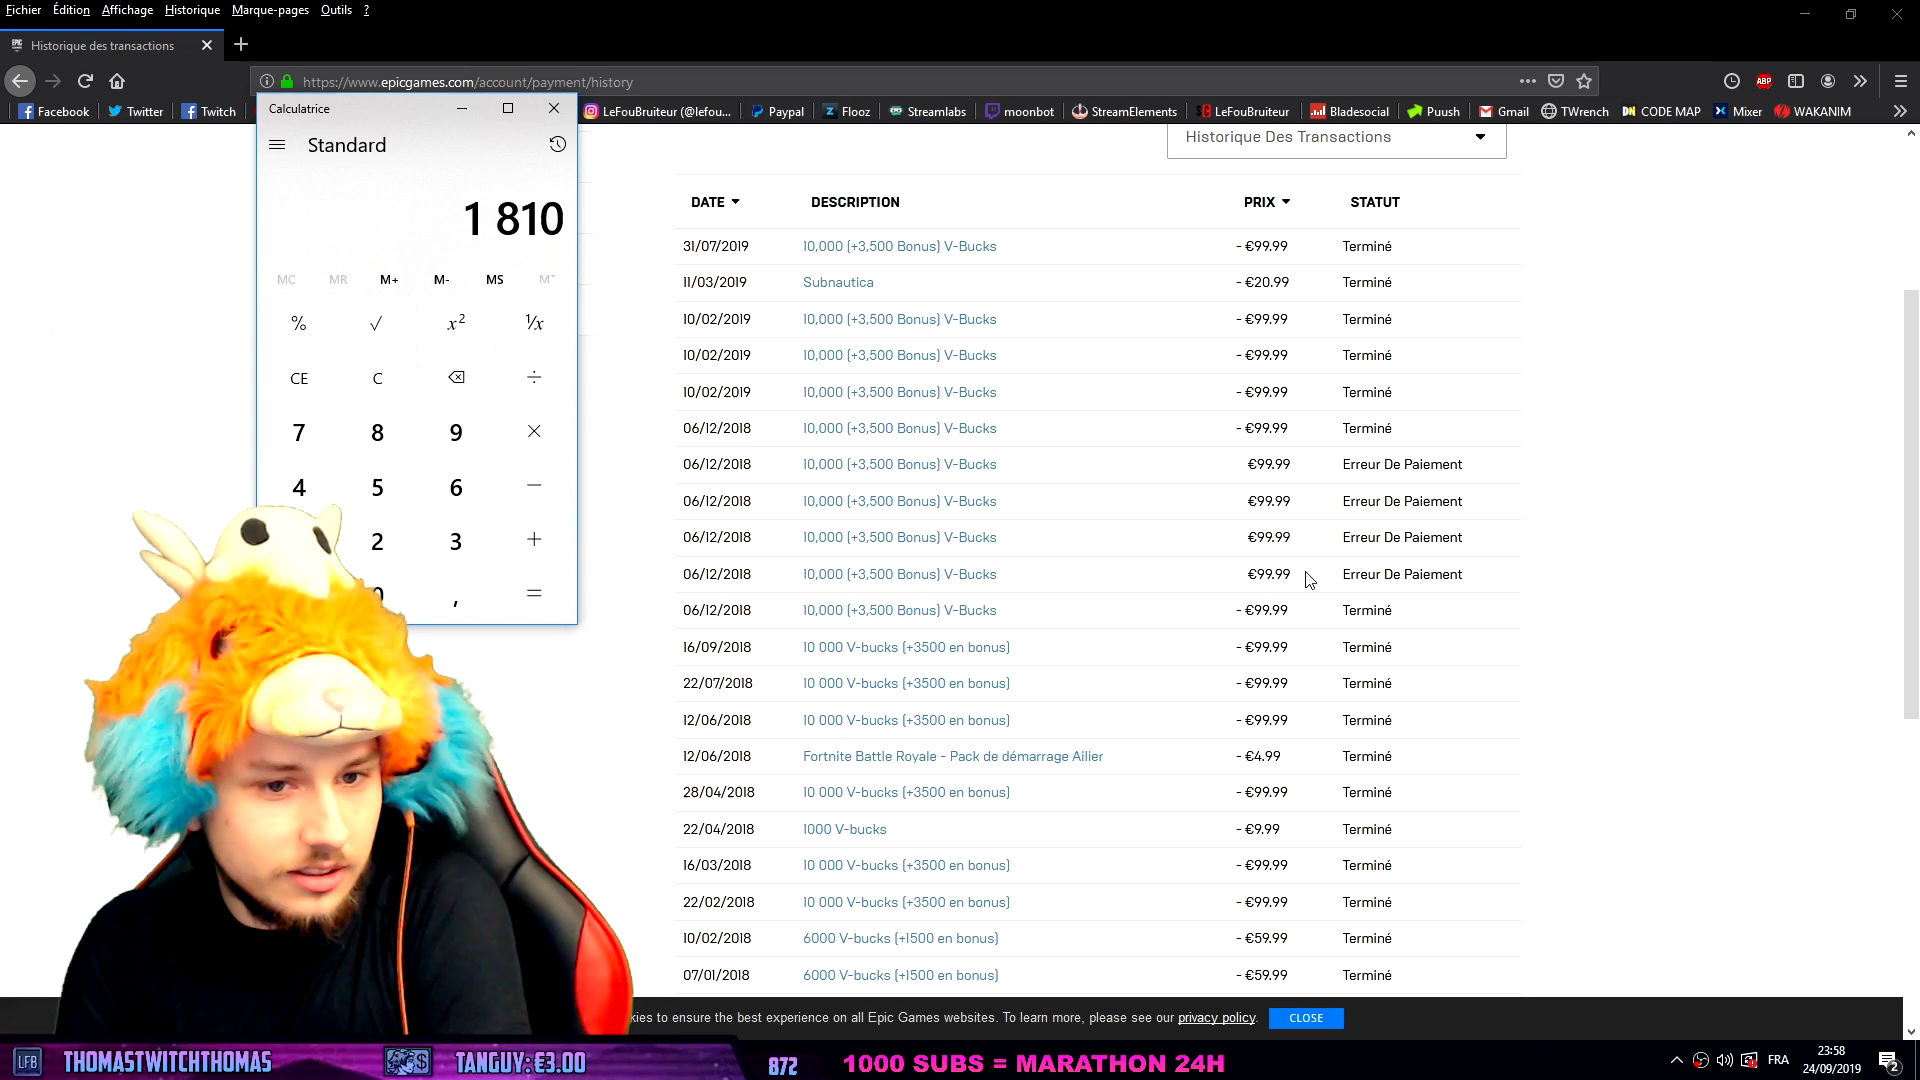 Fichier Édition Affichage Historique Marque-pages Outils ?
Historique des transactions
https://www.epicgames.com/account/payment/history
Facebook Twitter Twitch LeFouBruiteur (@lefou... Paypal Flooz Streamlabs moonbot StreamElements LeFouBruiteur Bladesocial Puush Gmail TWrench CODE MAP Mixer WAKANIM
Calculatrice
Standard
1 810
MC MR M+ M- MS M˅
% √ x² ¹/x
CE C ÷
7 8 9 ×
4 5 6 −
2 3 +
0 , =
Historique Des Transactions
DATE DESCRIPTION PRIX STATUT
31/07/2019 10,000 (+3,500 Bonus) V-Bucks - €99.99 Terminé
11/03/2019 Subnautica - €20.99 Terminé
10/02/2019 10,000 (+3,500 Bonus) V-Bucks - €99.99 Terminé
10/02/2019 10,000 (+3,500 Bonus) V-Bucks - €99.99 Terminé
10/02/2019 10,000 (+3,500 Bonus) V-Bucks - €99.99 Terminé
06/12/2018 10,000 (+3,500 Bonus) V-Bucks - €99.99 Terminé
06/12/2018 10,000 (+3,500 Bonus) V-Bucks €99.99 Erreur De Paiement
06/12/2018 10,000 (+3,500 Bonus) V-Bucks €99.99 Erreur De Paiement
06/12/2018 10,000 (+3,500 Bonus) V-Bucks €99.99 Erreur De Paiement
06/12/2018 10,000 (+3,500 Bonus) V-Bucks €99.99 Erreur De Paiement
06/12/2018 10,000 (+3,500 Bonus) V-Bucks - €99.99 Terminé
16/09/2018 10 000 V-bucks (+3500 en bonus) - €99.99 Terminé
22/07/2018 10 000 V-bucks (+3500 en bonus) - €99.99 Terminé
12/06/2018 10 000 V-bucks (+3500 en bonus) - €99.99 Terminé
12/06/2018 Fortnite Battle Royale - Pack de démarrage Ailier - €4.99 Terminé
28/04/2018 10 000 V-bucks (+3500 en bonus) - €99.99 Terminé
22/04/2018 1000 V-bucks - €9.99 Terminé
16/03/2018 10 000 V-bucks (+3500 en bonus) - €99.99 Terminé
22/02/2018 10 000 V-bucks (+3500 en bonus) - €99.99 Terminé
10/02/2018 6000 V-bucks (+1500 en bonus) - €59.99 Terminé
07/01/2018 6000 V-bucks (+1500 en bonus) - €59.99 Terminé
kies to ensure the best experience on all Epic Games websites. To learn more, please see our privacy policy. CLOSE
LFB THOMASTWITCHTHOMAS TANGUY: €3.00 872 1000 SUBS = MARATHON 24H
FRA 23:58
24/09/2019 2